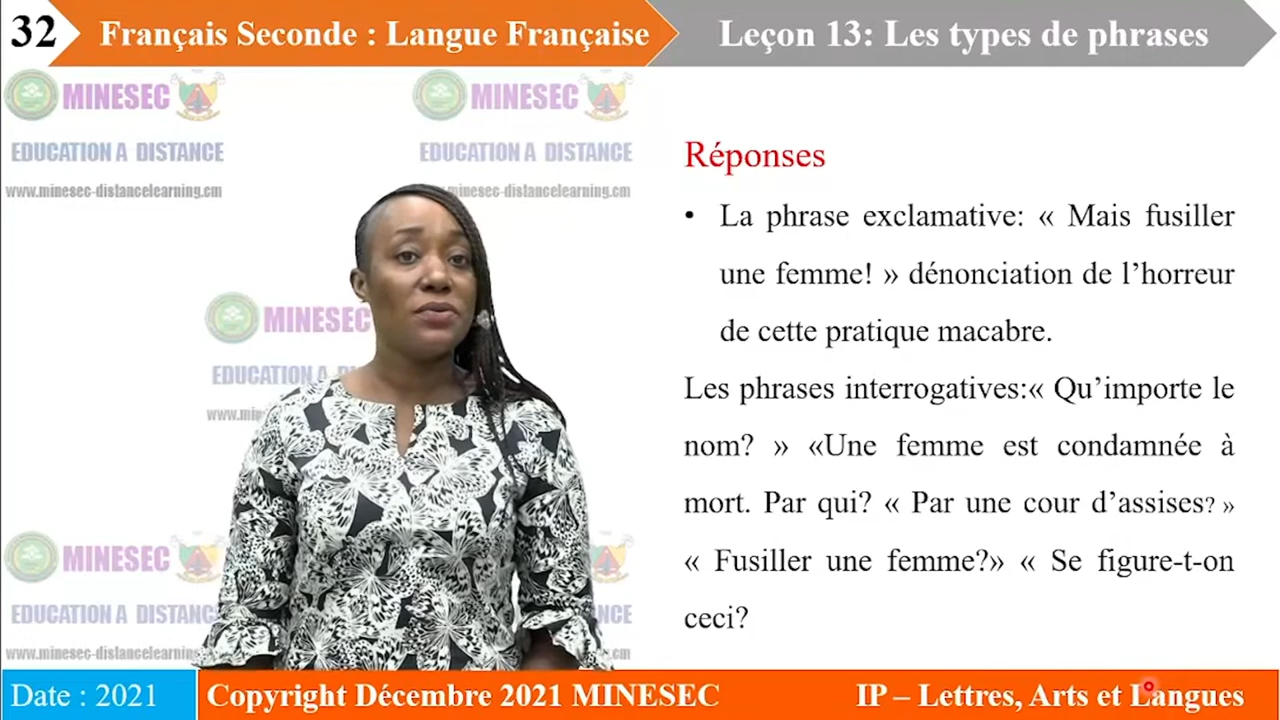 32
Français Seconde : Langue Française
Leçon 13: Les types de phrases
MINESEC
MINESEC
EDUCATION A DISTANCE
EDUCATION A DISTANCE
www.minesec-distancelearning.cm
www.minesec-distancelearning.cm
Réponses
• La phrase exclamative: « Mais fusiller
une femme! » dénonciation de l’horreur
de cette pratique macabre.
MINESEC
EDUCATION A
Les phrases interrogatives:« Qu’importe le
nom? » «Une femme est condamnée à
mort. Par qui? « Par une cour d’assises? »
« Fusiller une femme?» « Se figure-t-on
ceci?
MINESEC
EDUCATION A DISTANCE
www.minesec-distancelearning
Date : 2021
Copyright Décembre 2021 MINESEC
IP – Lettres, Arts et Langues